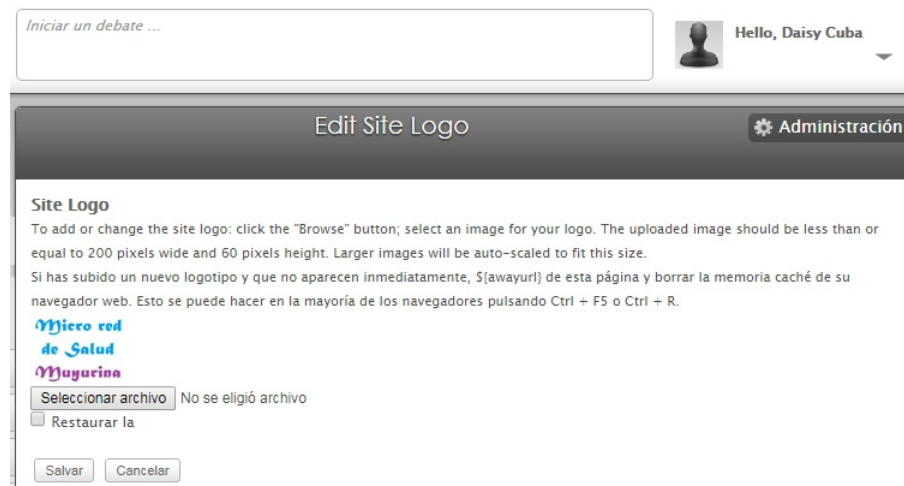 Iniciar un debate ...
Hello, Daisy Cuba
Edit Site Logo
Administración
Site Logo
To add or change the site logo: click the "Browse" button; select an image for your logo. The uploaded image should be less than or
equal to 200 pixels wide and 60 pixels height. Larger images will be auto-scaled to fit this size.
Si has subido un nuevo logotipo y que no aparecen inmediatamente, ${awayurl} de esta página y borrar la memoria caché de su
navegador web. Esto se puede hacer en la mayoría de los navegadores pulsando Ctrl + F5 o Ctrl + R.
Micro red
de Salud
Muyurina
Seleccionar archivo No se eligió archivo
Restaurar la
Salvar Cancelar